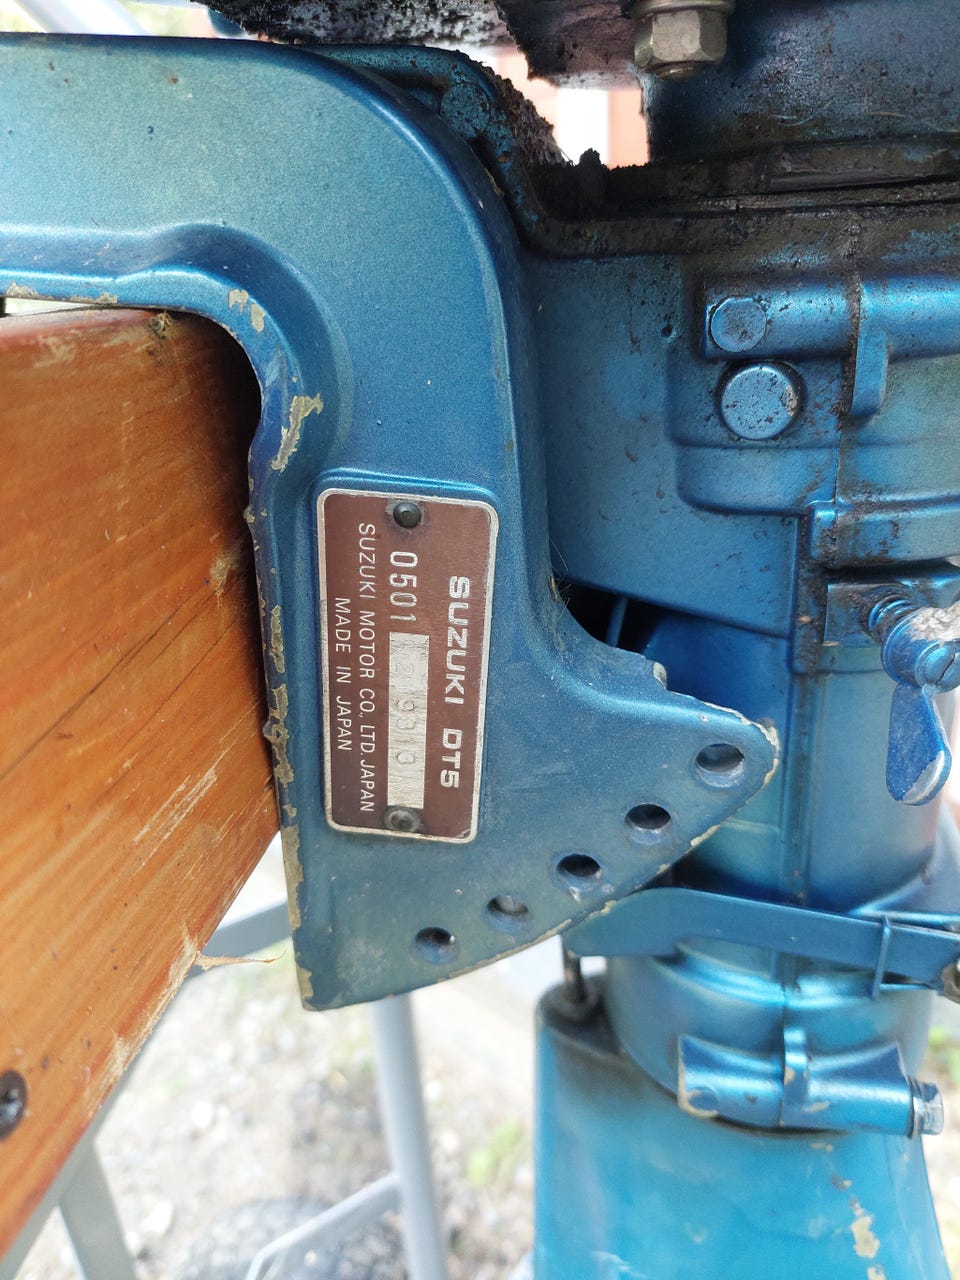 SUZUKI DT5
0501
SUZUKI MOTOR CO., LTD. JAPAN
MADE IN JAPAN